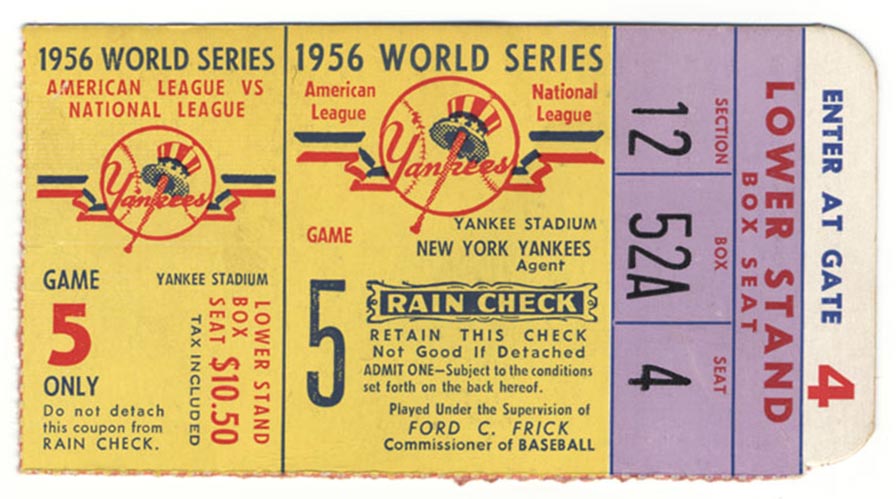 1956 WORLD SERIES
AMERICAN LEAGUE VS
NATIONAL LEAGUE
Yankees
GAME
5
ONLY
YANKEE STADIUM
LOWER STAND
BOX
SEAT $10.50
TAX INCLUDED
Do not detach
this coupon from
RAIN CHECK.
1956 WORLD SERIES
American
League
National
League
Yankees
YANKEE STADIUM
NEW YORK YANKEES
Agent
GAME
5
RAIN CHECK
RETAIN THIS CHECK
Not Good If Detached
ADMIT ONE—Subject to the conditions
set forth on the back hereof.
Played Under the Supervision of
FORD C. FRICK
Commissioner of BASEBALL
SECTION
12
BOX
52A
SEAT
4
LOWER STAND
BOX SEAT
ENTER AT GATE
4